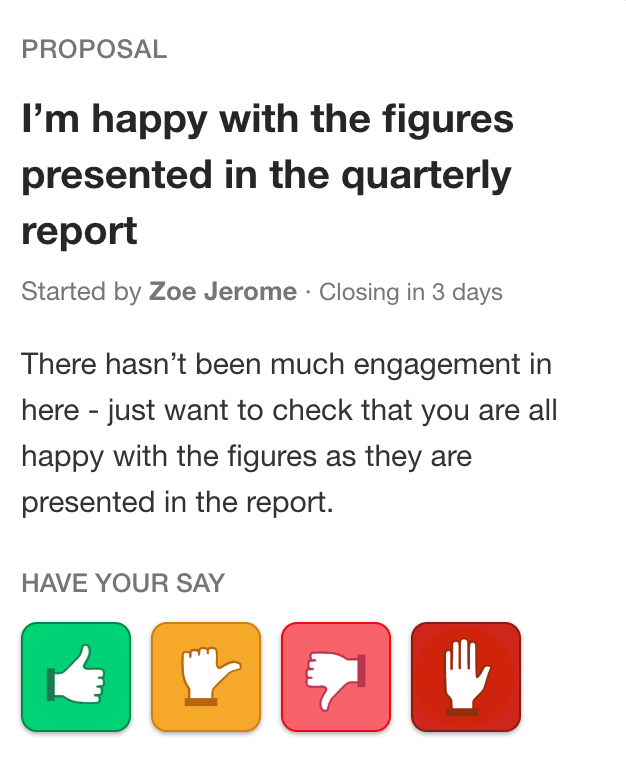 PROPOSAL
I’m happy with the figures
presented in the quarterly
report
Started by Zoe Jerome · Closing in 3 days
There hasn’t been much engagement in
here - just want to check that you are all
happy with the figures as they are
presented in the report.
HAVE YOUR SAY